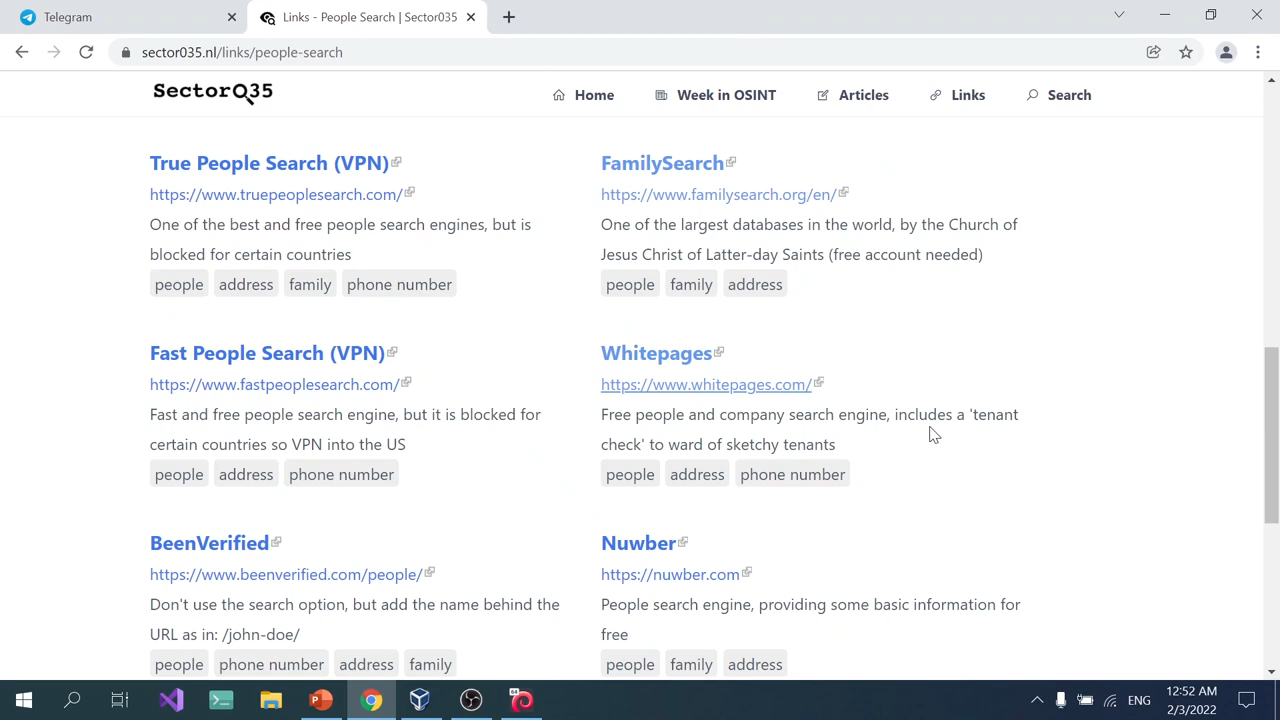 Telegram
Links - People Search | Sector035
sector035.nl/links/people-search
Sector035
Home
Week in OSINT
Articles
Links
Search
True People Search (VPN)
https://www.truepeoplesearch.com/
One of the best and free people search engines, but is
blocked for certain countries
people address family phone number
FamilySearch
https://www.familysearch.org/en/
One of the largest databases in the world, by the Church of
Jesus Christ of Latter-day Saints (free account needed)
people family address
Fast People Search (VPN)
https://www.fastpeoplesearch.com/
Fast and free people search engine, but it is blocked for
certain countries so VPN into the US
people address phone number
Whitepages
https://www.whitepages.com/
Free people and company search engine, includes a 'tenant
check' to ward of sketchy tenants
people address phone number
BeenVerified
https://www.beenverified.com/people/
Don't use the search option, but add the name behind the
URL as in: /john-doe/
people phone number address family
Nuwber
https://nuwber.com
People search engine, providing some basic information for
free
people family address
64
ENG
12:52 AM
2/3/2022